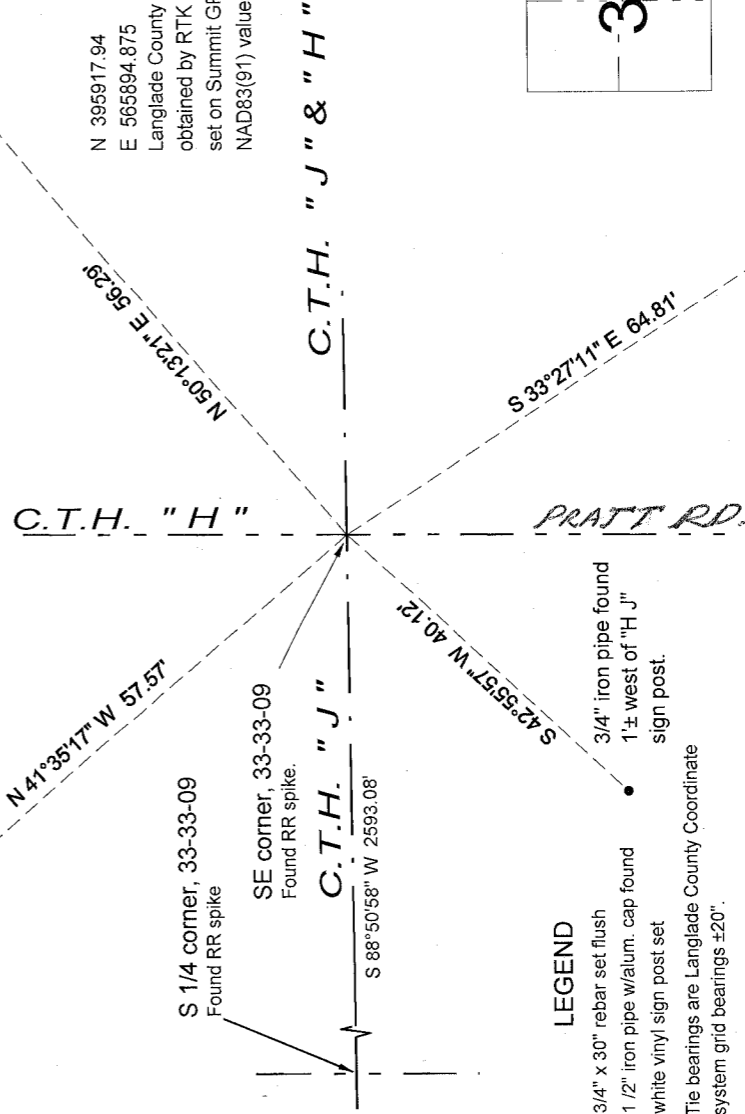 N 395917.94
E 565894.875
Langlade County
obtained by RTK
set on Summit
NAD83(91) value
C.T.H. "H"
N 50°13'21" E 56.29'
C.T.H. "J" & "H"
N 41°35'17" W 57.57'
S 33°27'11" E 64.81'
S 1/4 corner, 33-33-09
Found RR spike
SE corner, 33-33-09
Found RR spike.
C.T.H. "J"
S 88°50'58" W 2593.08'
PRATT RD.
S 42°55'57" W 40.12'
3/4" iron pipe found
1'± west of "H J"
sign post.
LEGEND
3/4" x 30" rebar set flush
1 /2" iron pipe w/alum. cap found
white vinyl sign post set
Tie bearings are Langlade County Coordinate
system grid bearings ±20".
3